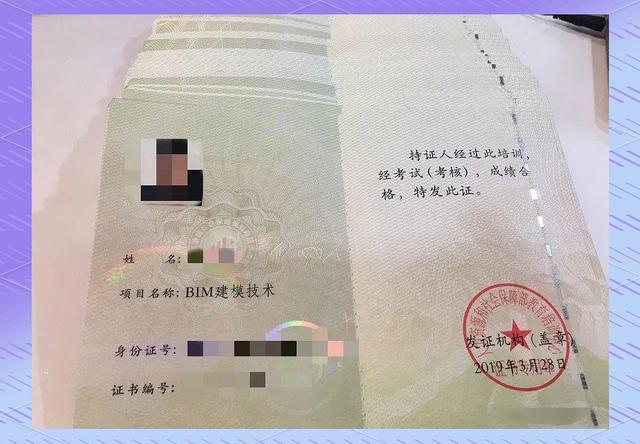 姓 名:
项目名称: BIM建模技术
身份证号:
证书编号:
持证人经过此培训,
经考试(考核),成绩合
格,特发此证。
发证机构(盖章)
2019年3月28日